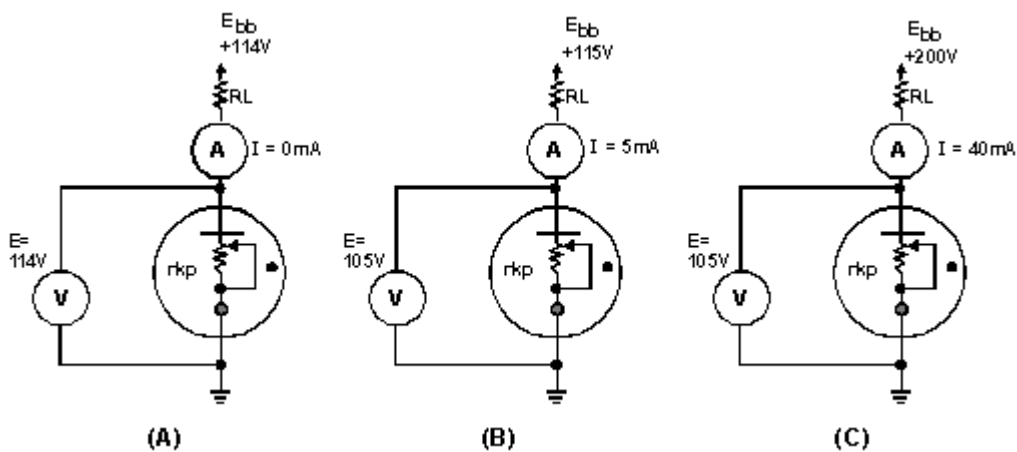 Ebb
+114V
RL
A
I = 0mA
E=
114V
V
rkp
(A)
Ebb
+115V
RL
A
I = 5mA
E=
105V
V
rkp
(B)
Ebb
+200V
RL
A
I = 40mA
E=
105V
V
rkp
(C)